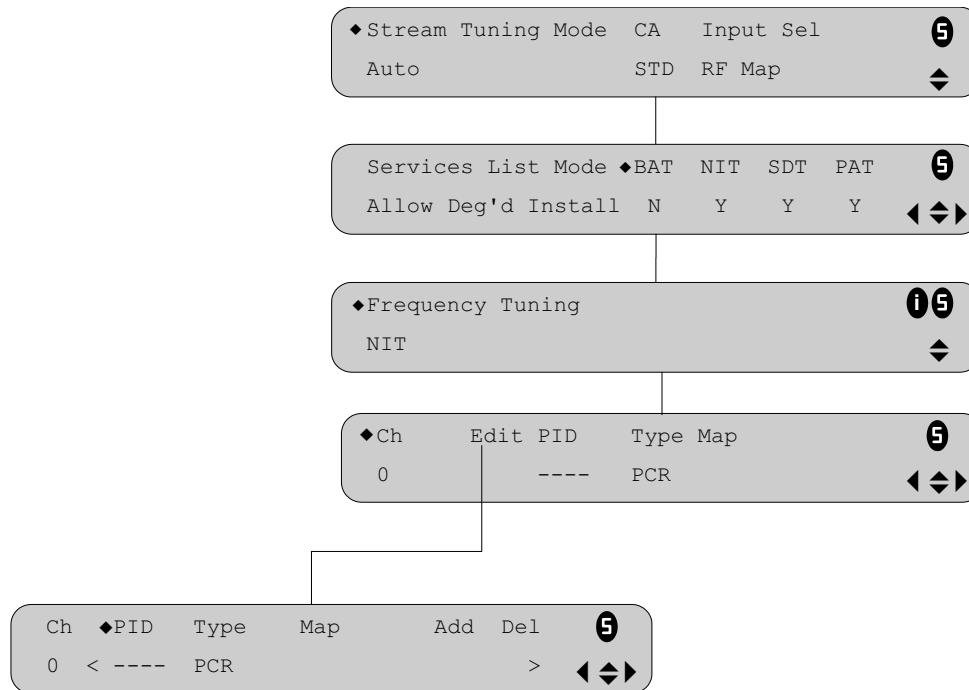 ◆Stream Tuning Mode CA Input Sel S
Auto STD RF Map
Services List Mode ◆BAT NIT SDT PAT S
Allow Deg'd Install N Y Y Y
◆Frequency Tuning i S
NIT
◆Ch Edit PID Type Map S
0 ---- PCR
Ch ◆PID Type Map Add Del S
0 < ---- PCR >